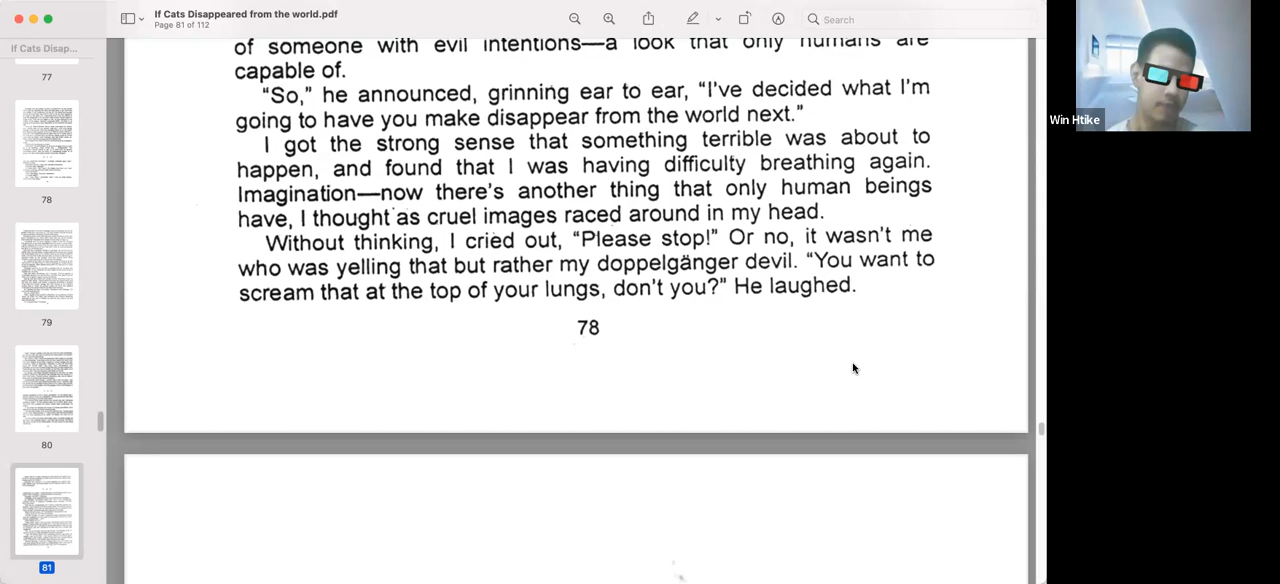 If Cats Disappeared from the world.pdf
Page 81 of 112
Search
If Cats Disap...
77
78
79
80
81
of someone with evil intentions—a look that only humans are
capable of.
“So,” he announced, grinning ear to ear, “I’ve decided what I’m
going to have you make disappear from the world next.”
I got the strong sense that something terrible was about to
happen, and found that I was having difficulty breathing again.
Imagination—now there’s another thing that only human beings
have, I thought as cruel images raced around in my head.
Without thinking, I cried out, “Please stop!” Or no, it wasn’t me
who was yelling that but rather my doppelgänger devil. “You want to
scream that at the top of your lungs, don’t you?” He laughed.
78
Win Htike